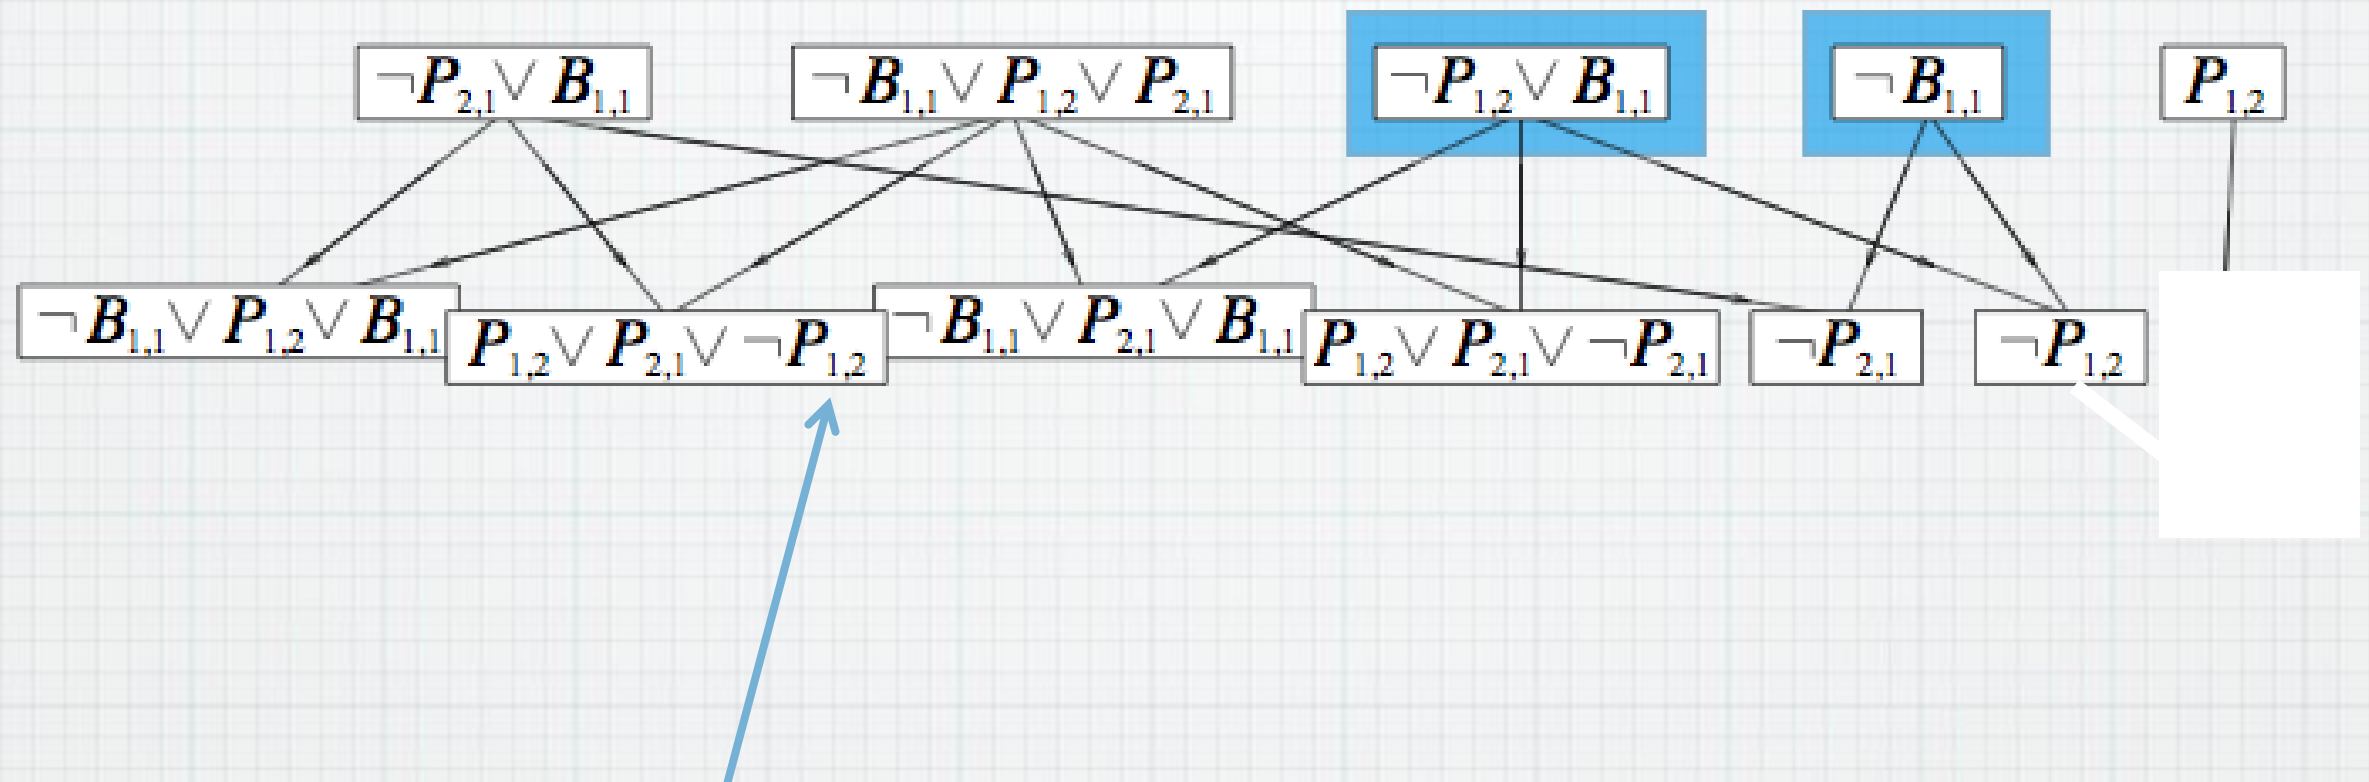 ¬P2,1 ∨ B1,1
¬B1,1 ∨ P1,2 ∨ P2,1
¬P1,2 ∨ B1,1
¬B1,1
P1,2
¬B1,1 ∨ P1,2 ∨ B1,1
P1,2 ∨ P2,1 ∨ ¬P1,2
¬B1,1 ∨ P2,1 ∨ B1,1
P1,2 ∨ P2,1 ∨ ¬P2,1
¬P2,1
¬P1,2